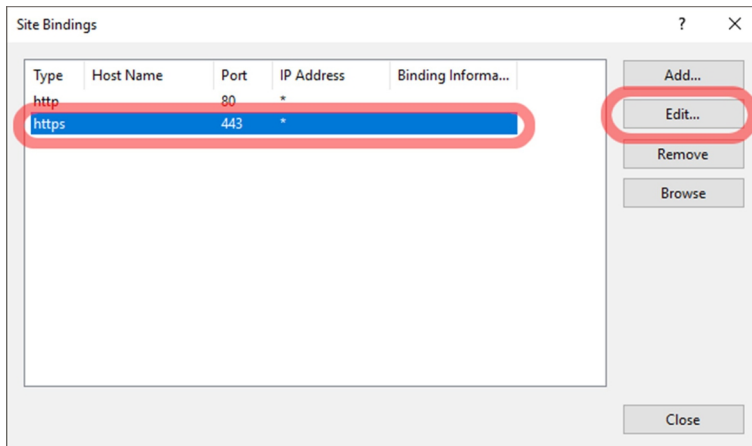 Site Bindings ? ✕
Type Host Name Port IP Address Binding Informa...
http 80 *
https 443 *
Add...
Edit...
Remove
Browse
Close